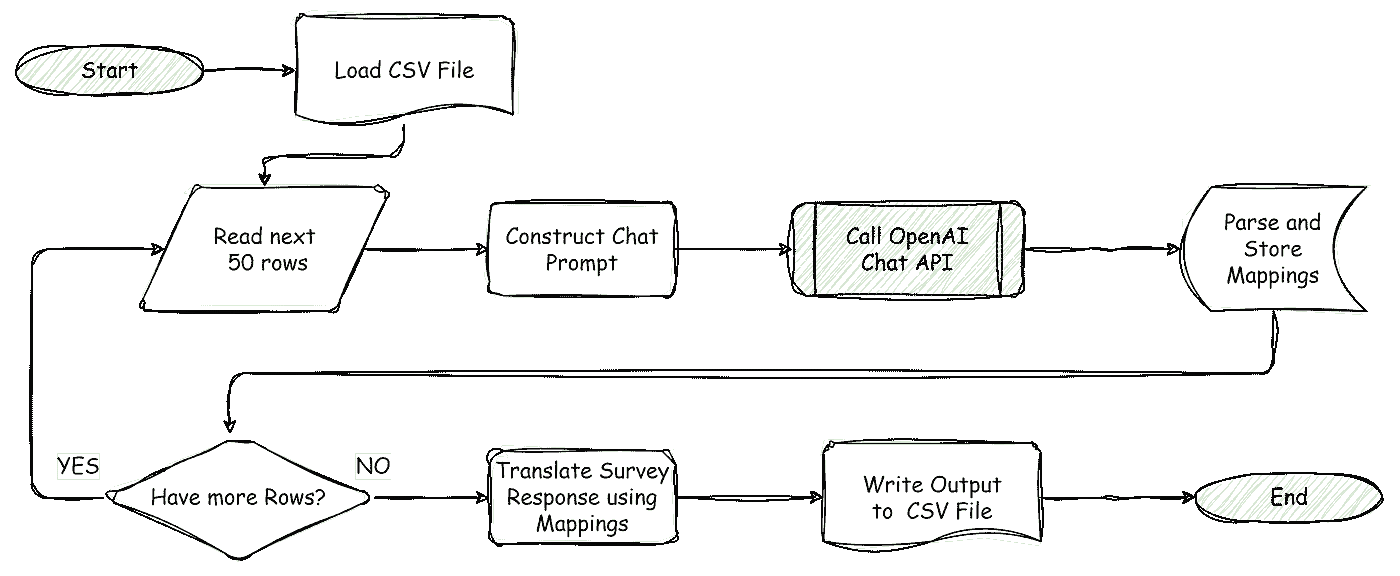 Start
Load CSV File
Read next
50 rows
Construct Chat
Prompt
Call OpenAI
Chat API
Parse and
Store
Mappings
YES
Have more Rows?
NO
Translate Survey
Response using
Mappings
Write Output
to CSV File
End